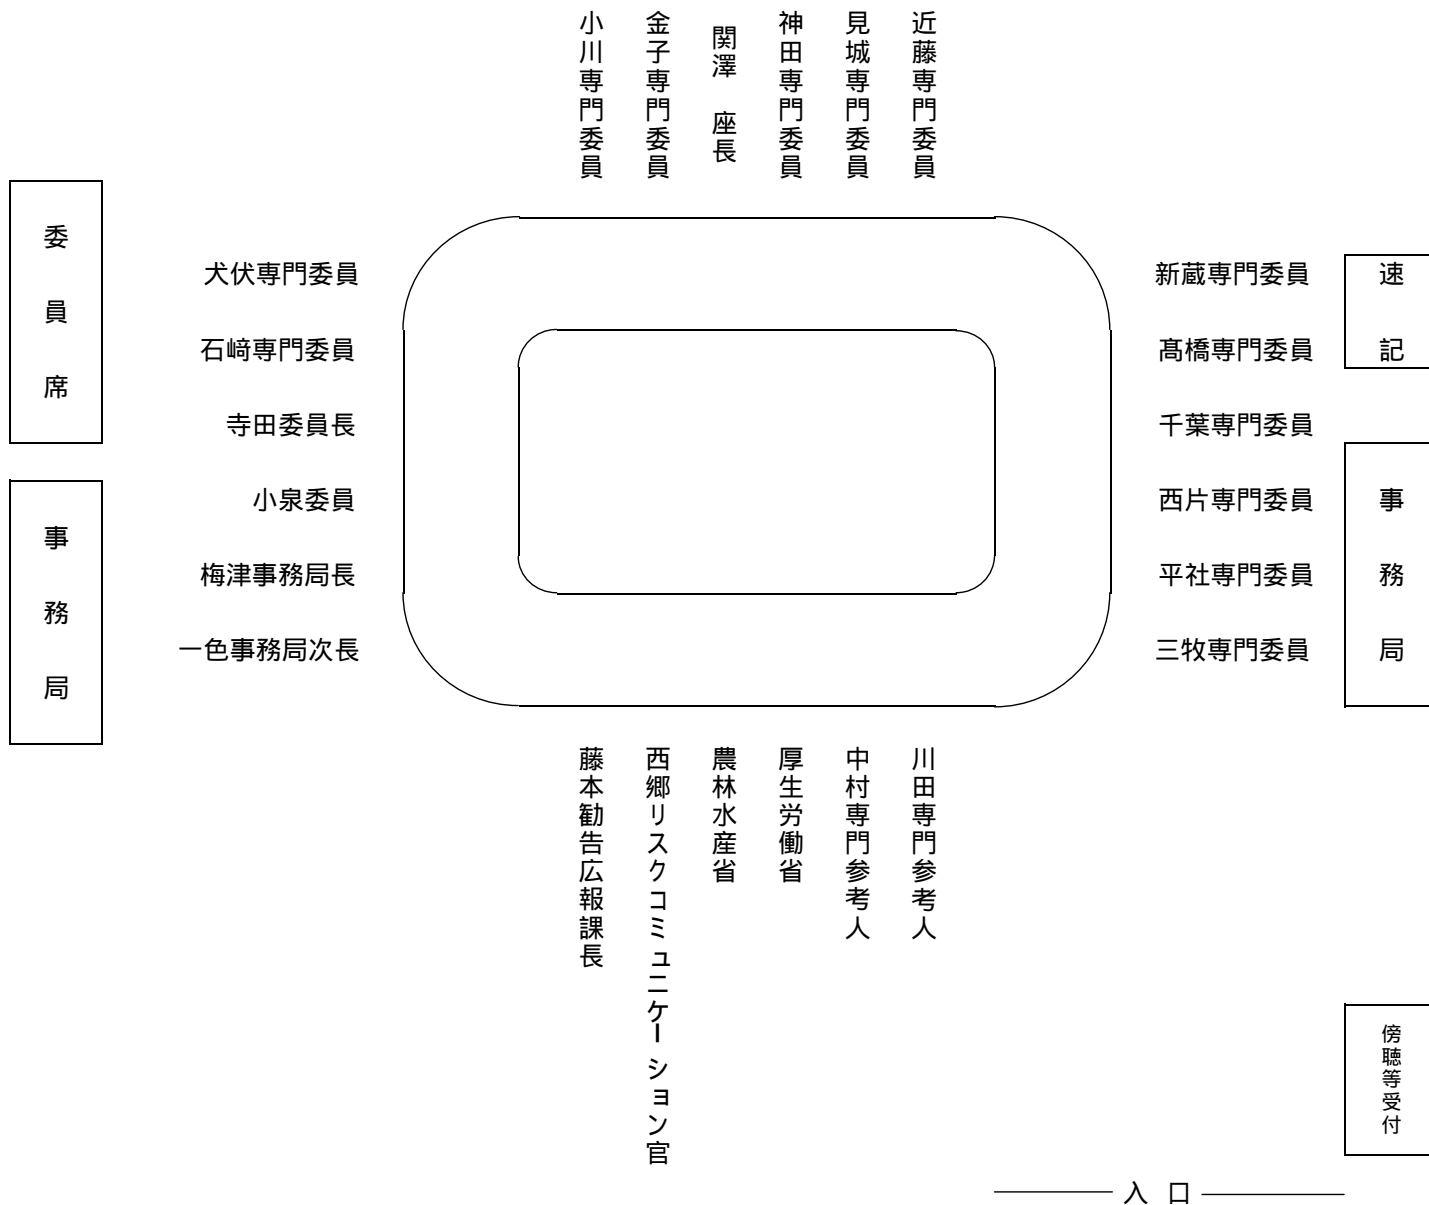 小川専門委員
金子専門委員
関澤　座長
神田専門委員
見城専門委員
近藤専門委員
委員席
事務局
犬伏専門委員
石﨑専門委員
寺田委員長
小泉委員
梅津事務局長
一色事務局次長
新蔵専門委員
髙橋専門委員
千葉専門委員
西片専門委員
平社専門委員
三牧専門委員
速記
事務局
藤本勧告広報課長
西郷リスクコミュニケーション官
農林水産省
厚生労働省
中村専門参考人
川田専門参考人
傍聴等受付
入　口